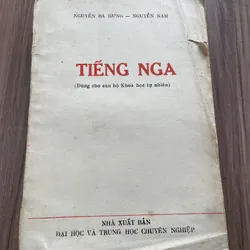 NGUYỄN BÁ HƯNG — NGUYỄN NAM
TIẾNG NGA
(Dùng cho cán bộ Khoa học tự nhiên)
NHÀ XUẤT BẢN
ĐẠI HỌC VÀ TRUNG HỌC CHUYÊN NGHIỆP